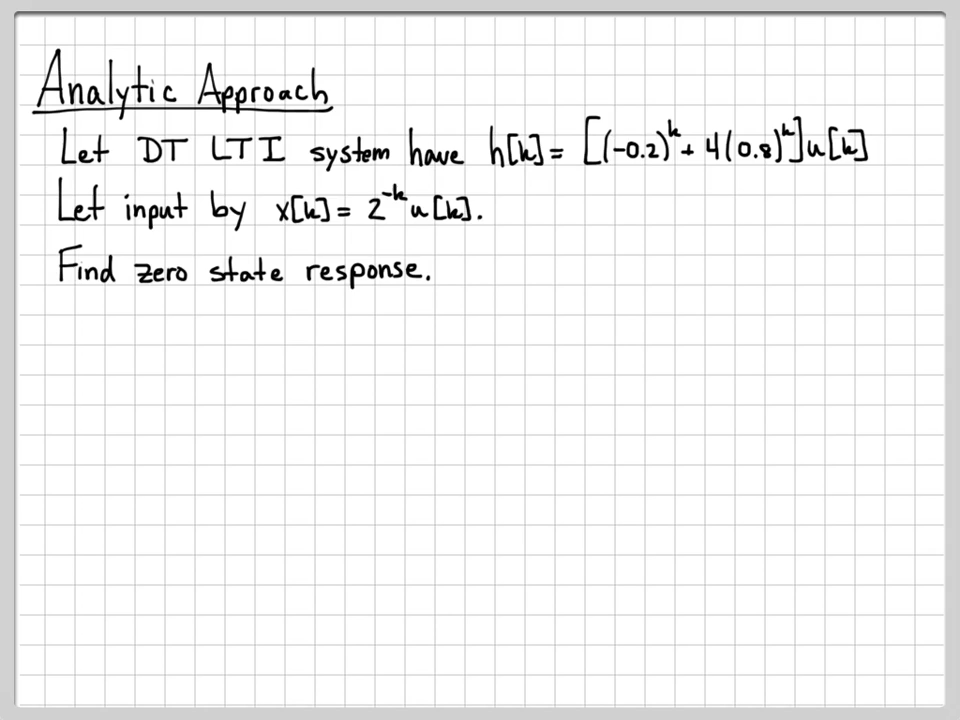 Analytic Approach
Let DT LTI system have h[k] = [(-0.2)^k + 4(0.8)^k]u[k]
Let input by x[k] = 2^-k u[k].
Find zero state response.